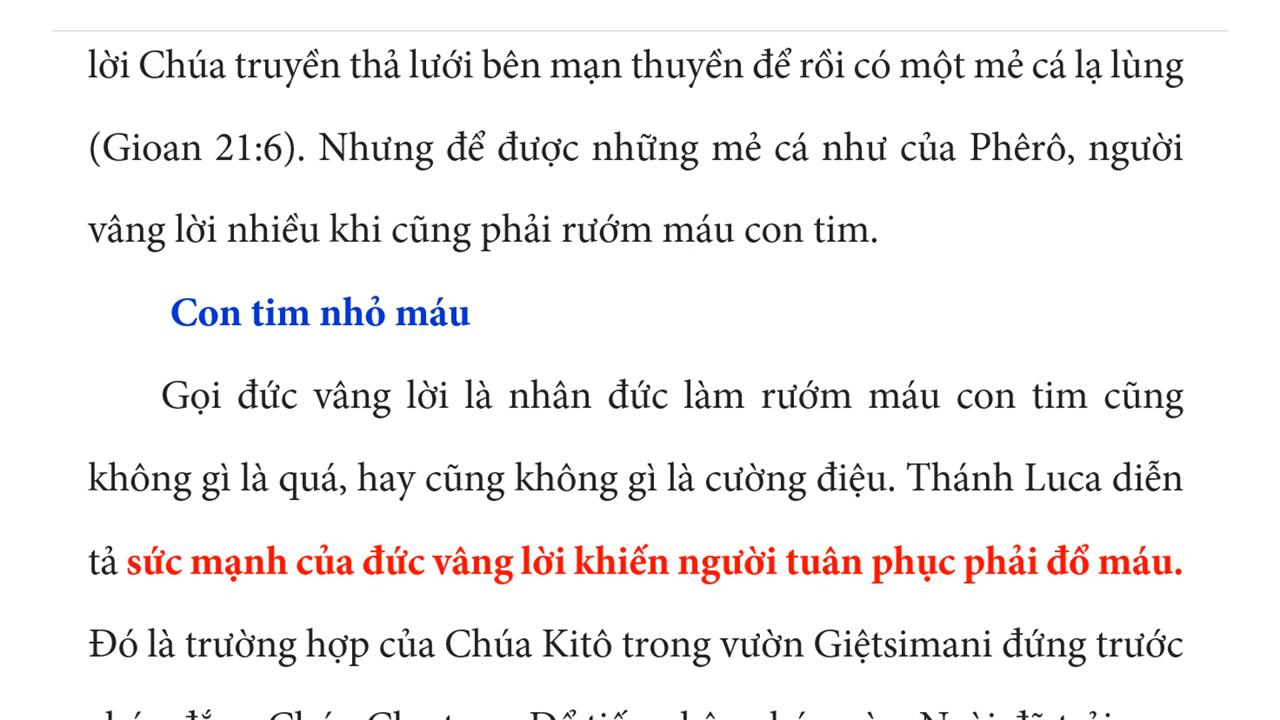 lời Chúa truyền thả lưới bên mạn thuyền để rồi có một mẻ cá lạ lùng
(Gioan 21:6). Nhưng để được những mẻ cá như của Phêrô, người
vâng lời nhiều khi cũng phải rướm máu con tim.
Con tim nhỏ máu
Gọi đức vâng lời là nhân đức làm rướm máu con tim cũng
không gì là quá, hay cũng không gì là cường điệu. Thánh Luca diễn
tả sức mạnh của đức vâng lời khiến người tuân phục phải đổ máu.
Đó là trường hợp của Chúa Kitô trong vườn Giệtsimani đứng trước